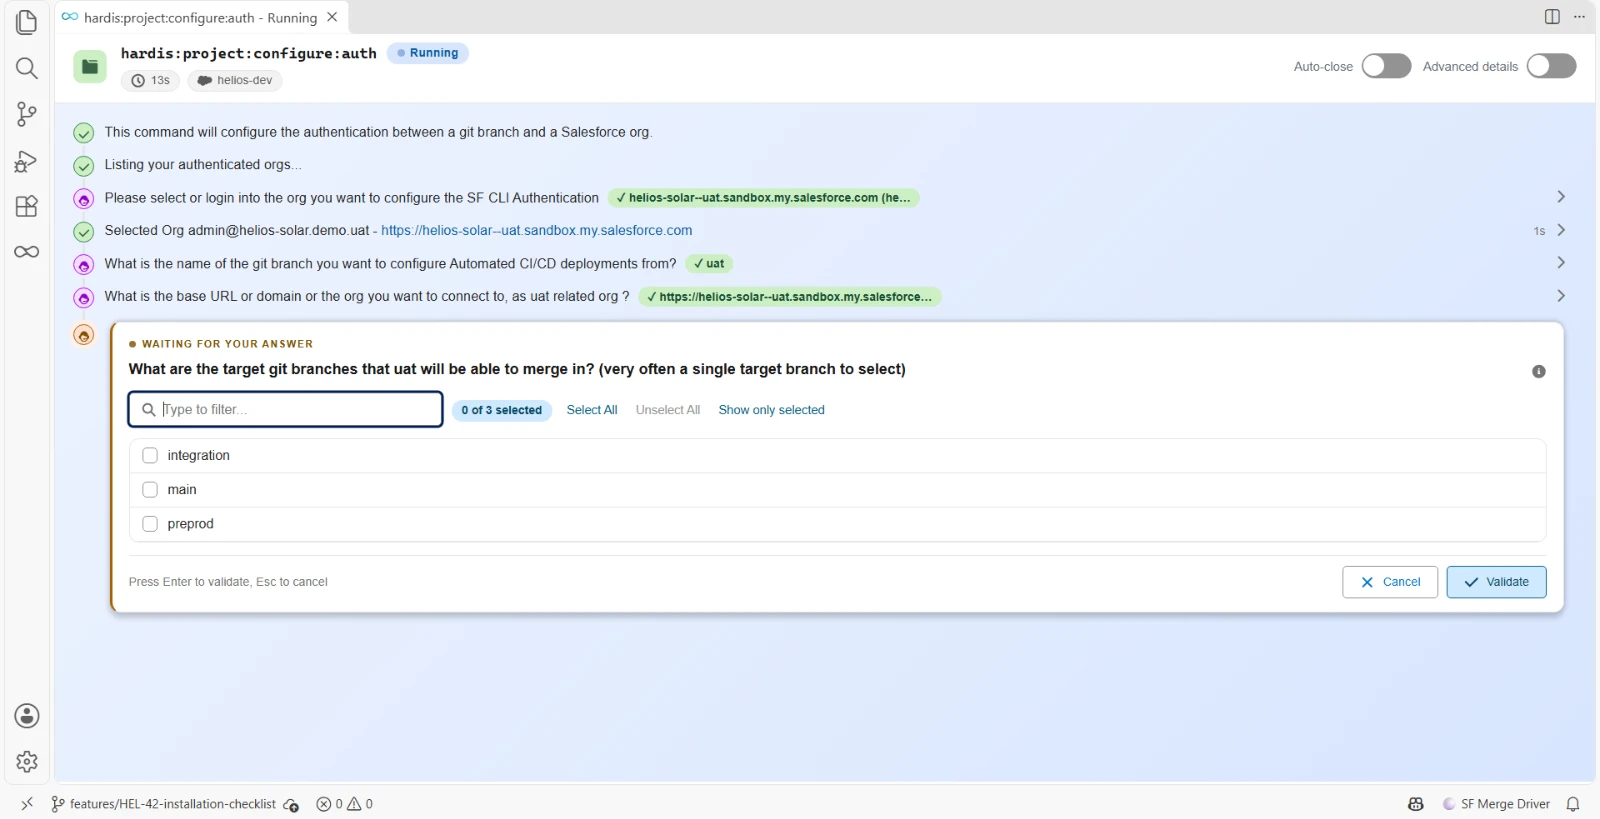 hardis:project:configure:auth - Running
hardis:project:configure:auth
Running
13s
helios-dev
Auto-close
Advanced details
This command will configure the authentication between a git branch and a Salesforce org.
Listing your authenticated orgs...
Please select or login into the org you want to configure the SF CLI Authentication
✓ helios-solar--uat.sandbox.my.salesforce.com (he...
Selected Org admin@helios-solar.demo.uat - https://helios-solar--uat.sandbox.my.salesforce.com
1s
What is the name of the git branch you want to configure Automated CI/CD deployments from?
✓ uat
What is the base URL or domain or the org you want to connect to, as uat related org ?
✓ https://helios-solar--uat.sandbox.my.salesforce...
WAITING FOR YOUR ANSWER
What are the target git branches that uat will be able to merge in? (very often a single target branch to select)
Type to filter...
0 of 3 selected
Select All
Unselect All
Show only selected
integration
main
preprod
Press Enter to validate, Esc to cancel
Cancel
Validate
features/HEL-42-installation-checklist
0
0
SF Merge Driver